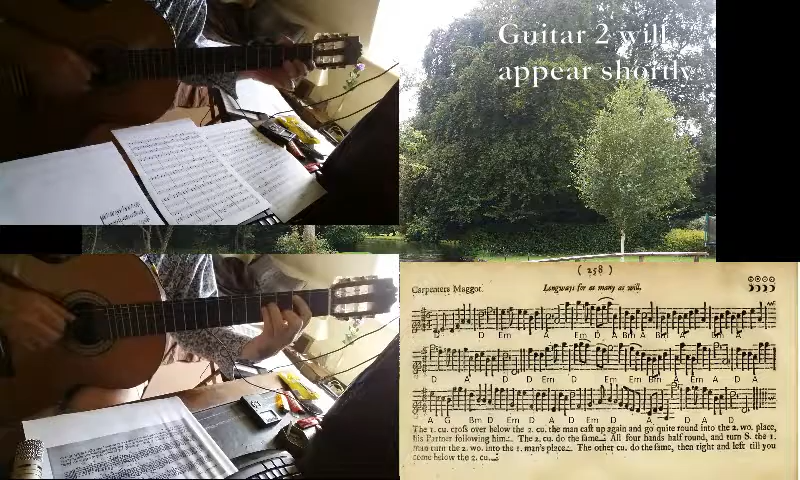 Guitar 2 will
appear shortly
( 258 )
Carpenters Maggot. Longways for as many as will.
D D Em A Em D A Bm A Bm A
D A D D Em D Em Bm Em A D A
A G Bm D Em D A D Em D D A D
The 1. cu. croſs over below the 2. cu. the man caſt up again and go quite round into the 2. wo. place,
his Partner following him. The 2. cu. do the ſame. All four hands half round, and turn S. the 1.
man turn the 2. wo. into the 1. man's place. The other cu. do the ſame, then right and left till you
come below the 2. cu.